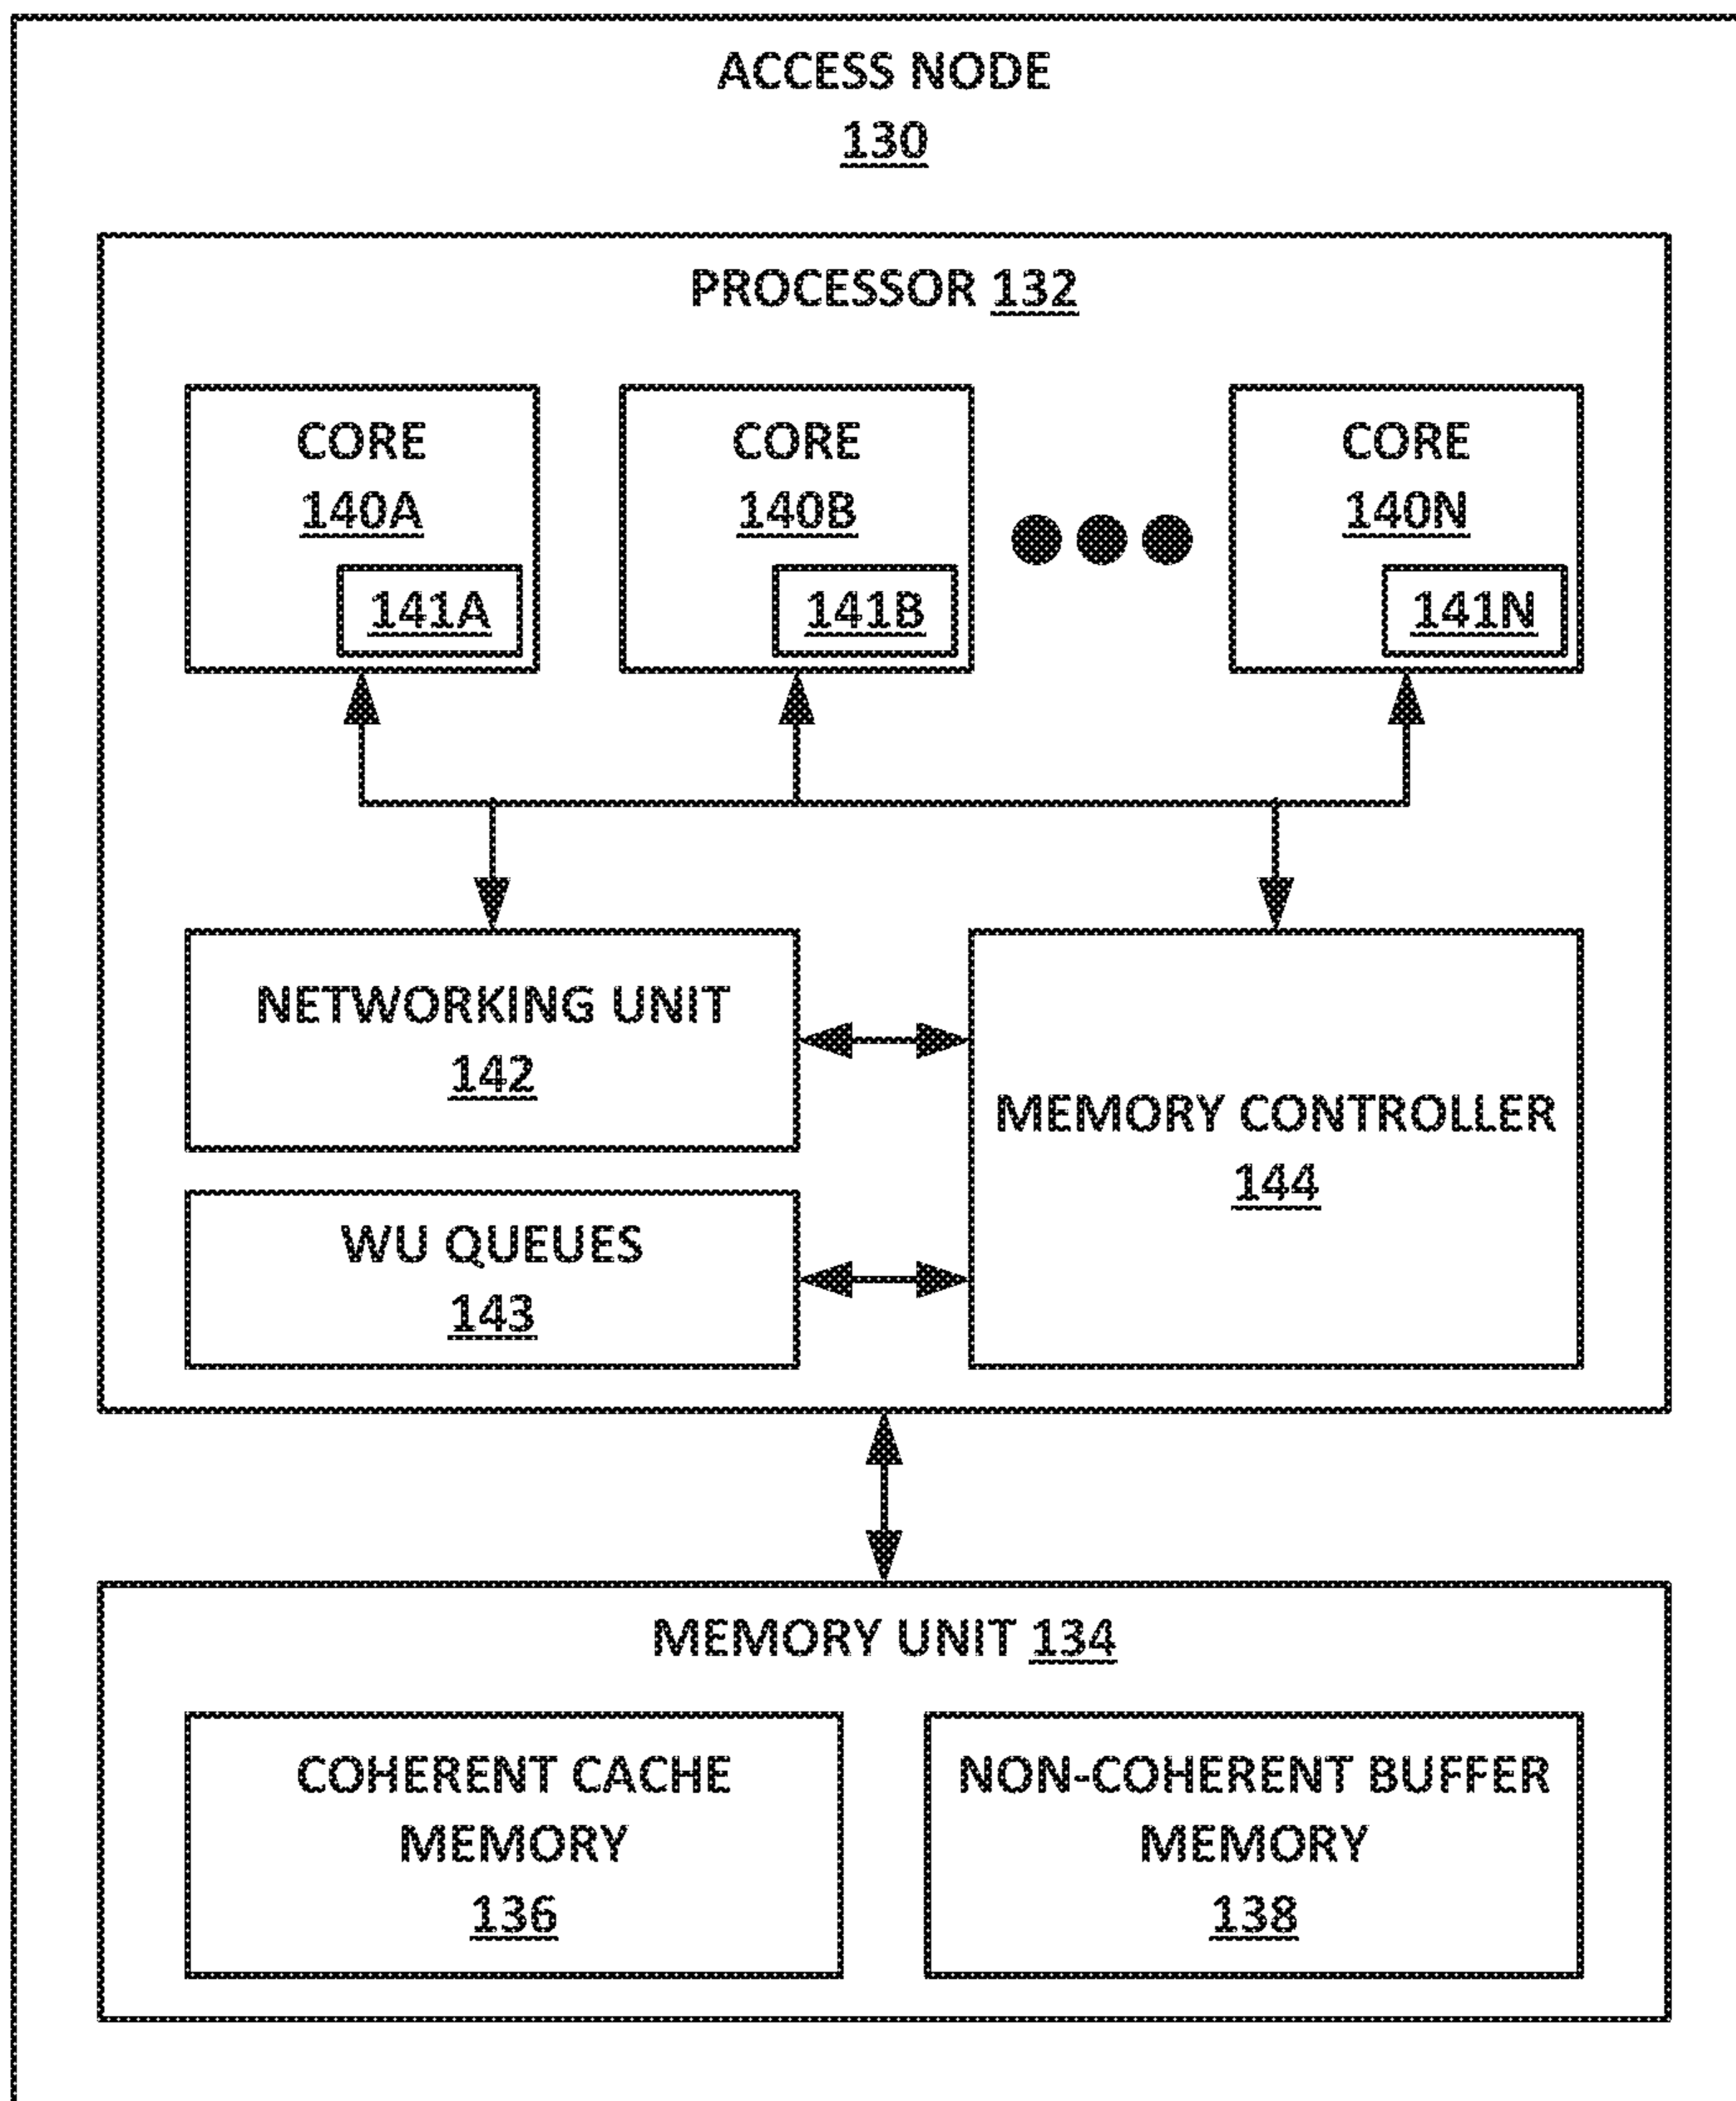 ACCESS NODE
130
PROCESSOR 132
CORE
140A
141A
CORE
140B
141B
CORE
140N
141N
NETWORKING UNIT
142
MEMORY CONTROLLER
144
WU QUEUES
143
MEMORY UNIT 134
COHERENT CACHE
MEMORY
136
NON-COHERENT BUFFER
MEMORY
138